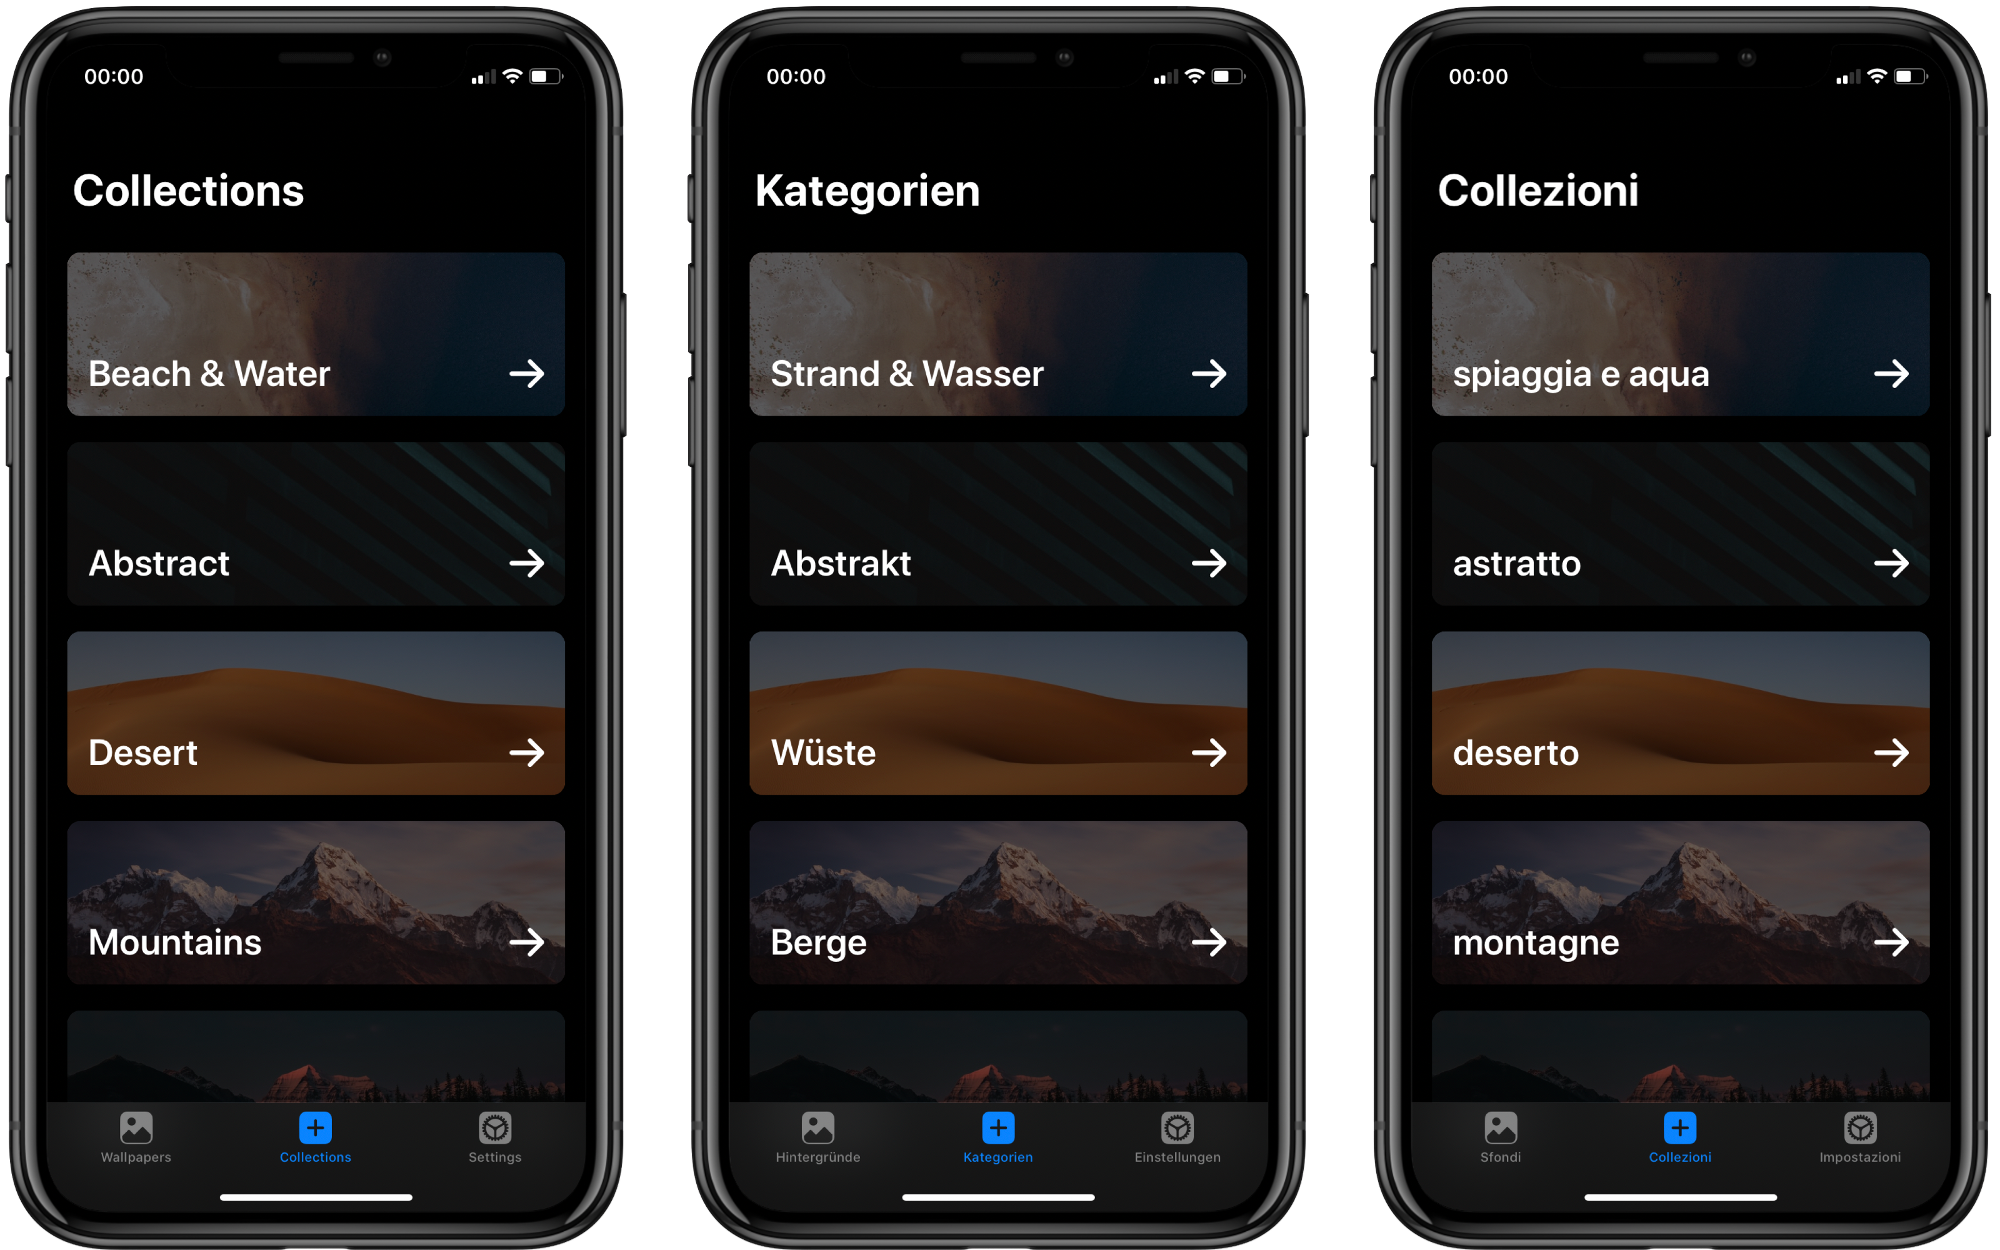 00:00
Collections
Beach & Water
Abstract
Desert
Mountains
Wallpapers
Collections
Settings
00:00
Kategorien
Strand & Wasser
Abstrakt
Wüste
Berge
Hintergründe
Kategorien
Einstellungen
00:00
Collezioni
spiaggia e aqua
astratto
deserto
montagne
Sfondi
Collezioni
Impostazioni